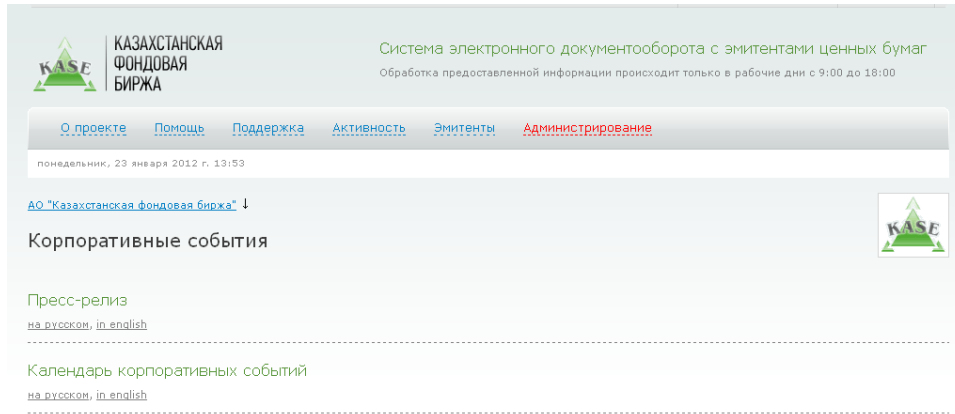 KASE
КАЗАХСТАНСКАЯ
ФОНДОВАЯ
БИРЖА
Система электронного документооборота с эмитентами ценных бумаг
Обработка предоставленной информации происходит только в рабочие дни с 9:00 до 18:00
О проекте Помощь Поддержка Активность Эмитенты Администрирование
понедельник, 23 января 2012 г. 13:53
АО "Казахстанская фондовая биржа" ↓
KASE
Корпоративные события
Пресс-релиз
на русском, in english
Календарь корпоративных событий
на русском, in english